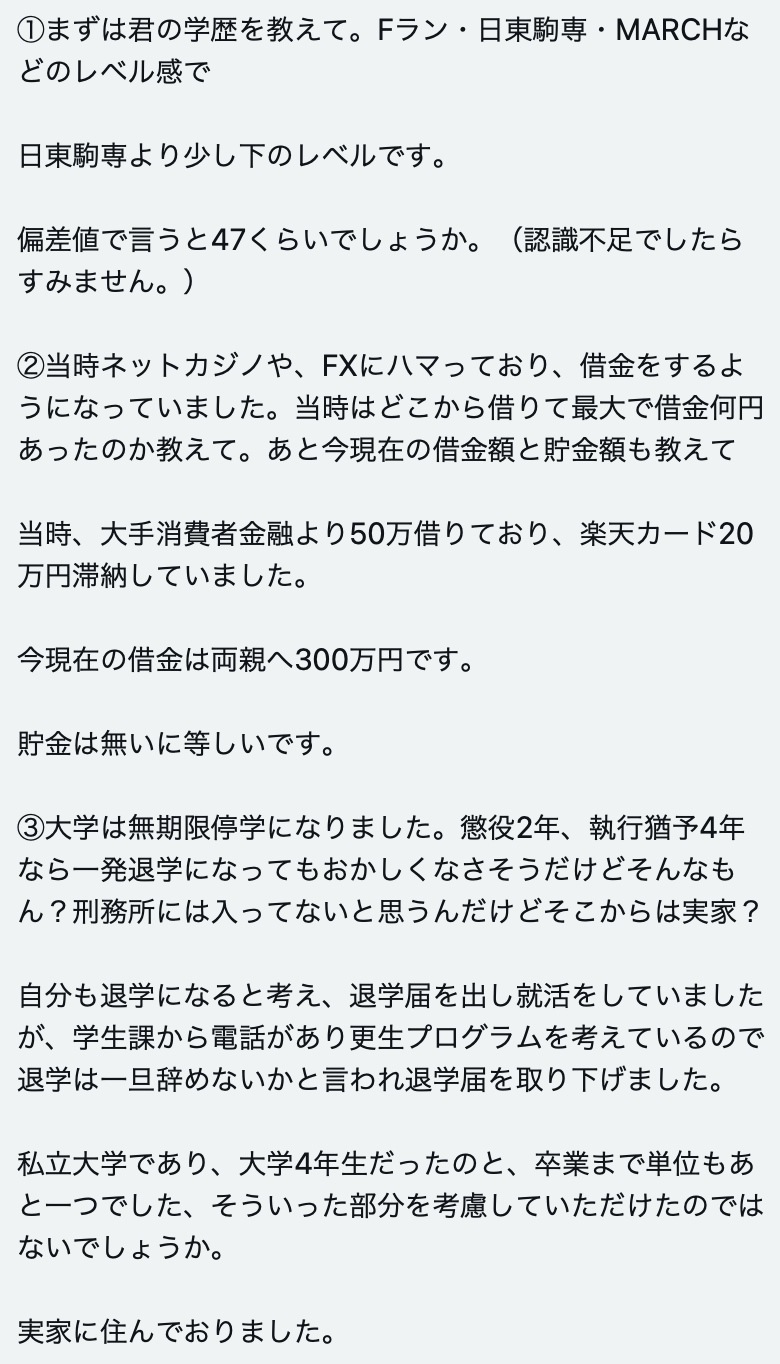 ①まずは君の学歴を教えて。Fラン・日東駒専・MARCHな
どのレベル感で
日東駒専より少し下のレベルです。
偏差値で言うと47くらいでしょうか。（認識不足でしたら
すみません。）
②当時ネットカジノや、FXにハマっており、借金をするよ
うになっていました。当時はどこから借りて最大で借金何円
あったのか教えて。あと今現在の借金額と貯金額も教えて
当時、大手消費者金融より50万借りており、楽天カード20
万円滞納していました。
今現在の借金は両親へ300万円です。
貯金は無いに等しいです。
③大学は無期限停学になりました。懲役2年、執行猶予4年
なら一発退学になってもおかしくなさそうだけどそんなも
ん？刑務所には入ってないと思うんだけどそこからは実家？
自分も退学になると考え、退学届を出し就活をしていました
が、学生課から電話があり更生プログラムを考えているので
退学は一旦辞めないかと言われ退学届を取り下げました。
私立大学であり、大学4年生だったのと、卒業まで単位もあ
と一つでした、そういった部分を考慮していただけたのでは
ないでしょうか。
実家に住んでおりました。